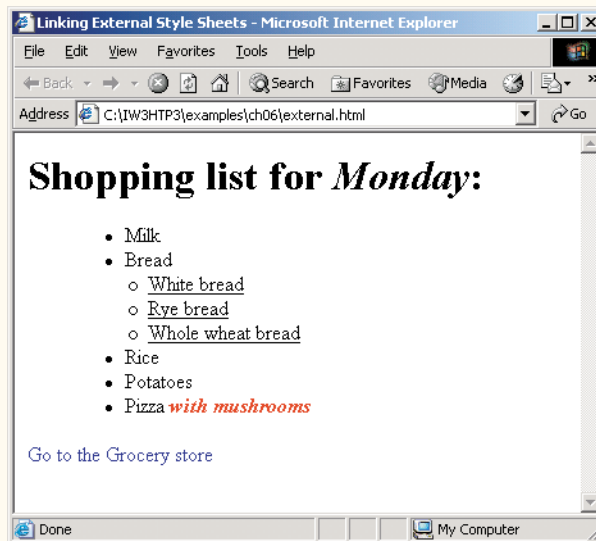 Linking External Style Sheets - Microsoft Internet Explorer
File Edit View Favorites Tools Help
Back Search Favorites Media »
Address C:\IW3HTP3\examples\ch06\external.html Go
Shopping list for Monday:
Milk
Bread
White bread
Rye bread
Whole wheat bread
Rice
Potatoes
Pizza with mushrooms
Go to the Grocery store
Done My Computer